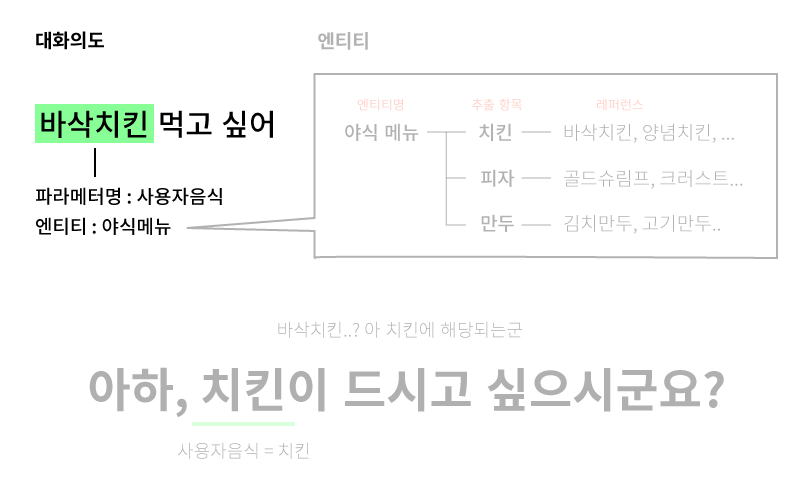 대화의도
엔티티
바삭치킨 먹고 싶어
파라메터명 : 사용자음식
엔티티 : 야식메뉴
엔티티명 추출 항목 레퍼런스
야식 메뉴 치킨 바삭치킨, 양념치킨, ...
피자 골드슈림프, 크러스트...
만두 김치만두, 고기만두..
바삭치킨..? 아 치킨에 해당되는군
아하, 치킨이 드시고 싶으시군요?
사용자음식 = 치킨